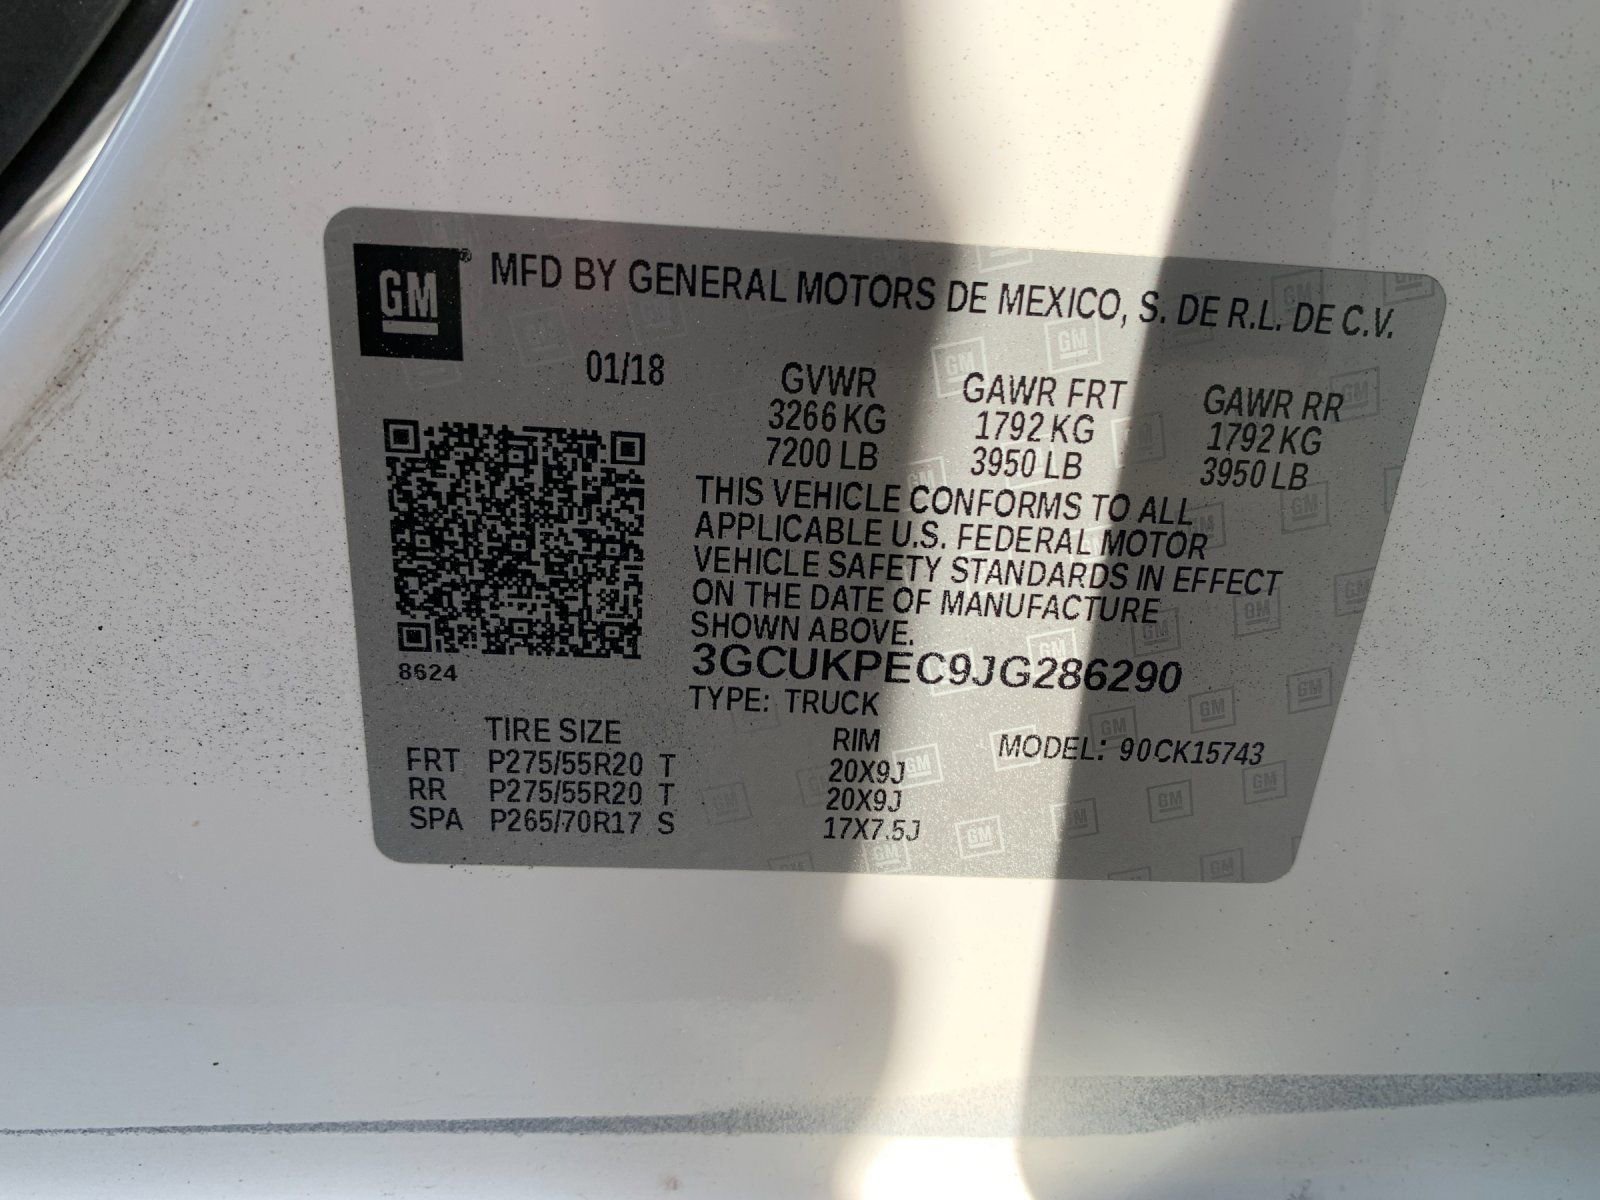 GM® MFD BY GENERAL MOTORS DE MEXICO, S. DE R.L. DE C.V.
01/18
GVWR GAWR FRT GAWR RR
3266 KG 1792 KG 1792 KG
7200 LB 3950 LB 3950 LB
THIS VEHICLE CONFORMS TO ALL
APPLICABLE U.S. FEDERAL MOTOR
VEHICLE SAFETY STANDARDS IN EFFECT
ON THE DATE OF MANUFACTURE
SHOWN ABOVE.
8624 3GCUKPEC9JG286290
TYPE: TRUCK
TIRE SIZE RIM MODEL: 90CK15743
FRT P275/55R20 T 20X9J
RR P275/55R20 T 20X9J
SPA P265/70R17 S 17X7.5J